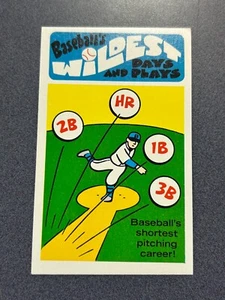 Baseball's
WILDEST
DAYS
AND PLAYS
HR
2B
1B
3B
Baseball's
shortest
pitching
career!